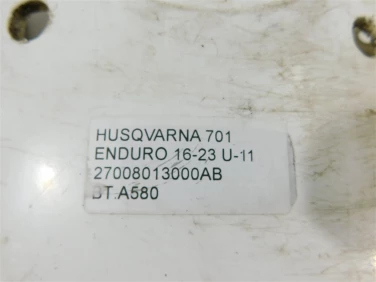 HUSQVARNA 701
ENDURO 16-23 U-11
27008013000AB
BT.A580